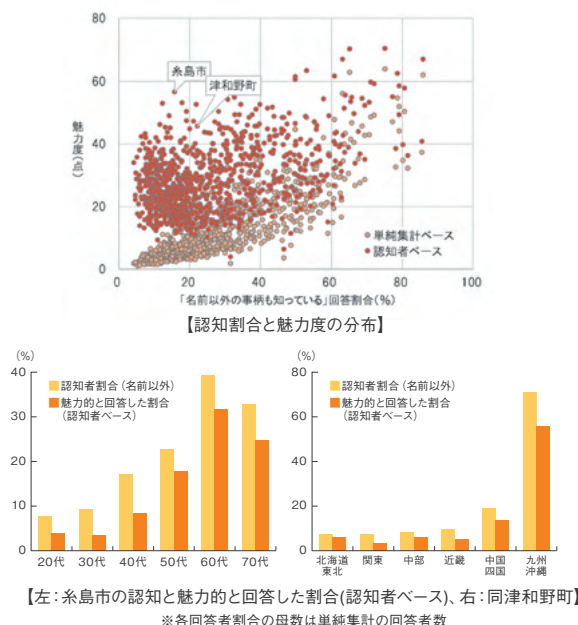 80
60
40
20
0
魅力度(点)
糸島市
津和野町
単純集計ベース
認知者ベース
0 20 40 60 80 100
「名前以外の事柄も知っている」回答割合(%)
【認知割合と魅力度の分布】
(%)
認知者割合(名前以外)
魅力的と回答した割合
(認知者ベース)
40
30
20
10
0
20代 30代 40代 50代 60代 70代
(%)
認知者割合(名前以外)
魅力的と回答した割合
(認知者ベース)
80
60
40
20
0
北海道 関東 中部 近畿 中国 九州
東北 四国 沖縄
【左:糸島市の認知と魅力的と回答した割合(認知者ベース)、右:同津和野町】
※各回答者割合の母数は単純集計の回答者数